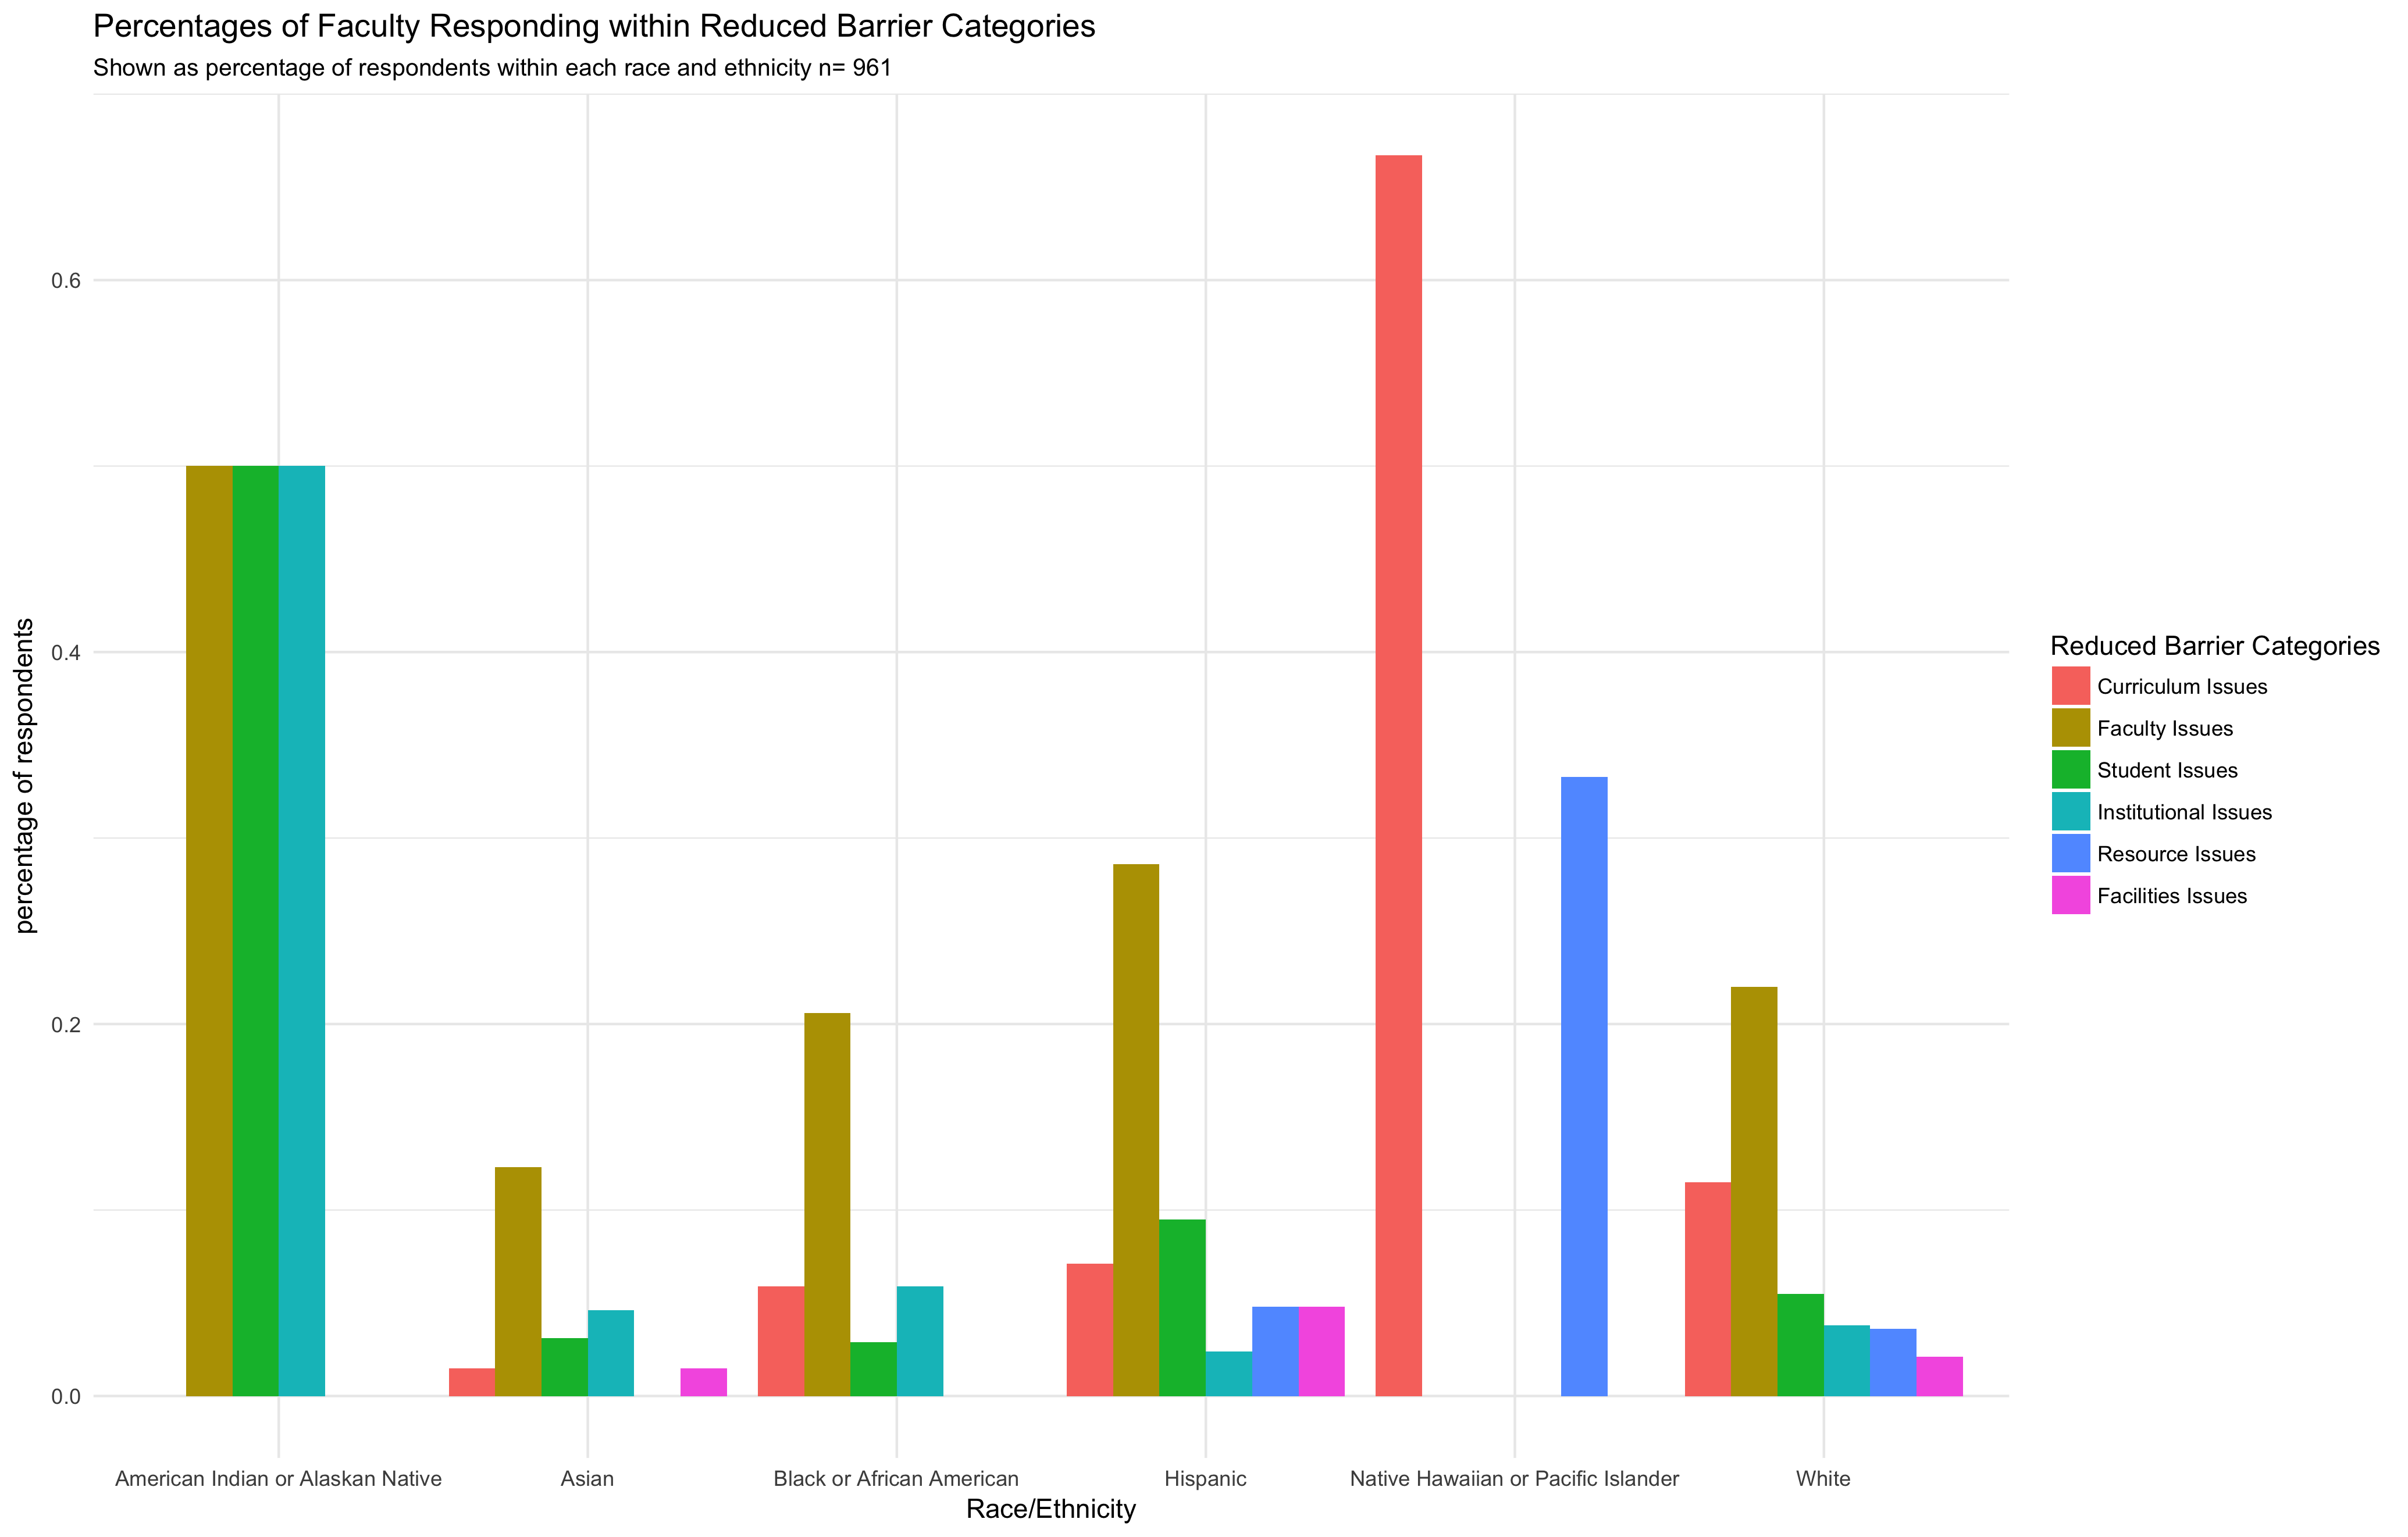 Percentages of Faculty Responding within Reduced Barrier Categories
Shown as percentage of respondents within each race and ethnicity n= 961
percentage of respondents
0.6
0.4
0.2
0.0
American Indian or Alaskan Native
Asian
Black or African American
Hispanic
Native Hawaiian or Pacific Islander
White
Race/Ethnicity
Reduced Barrier Categories
Curriculum Issues
Faculty Issues
Student Issues
Institutional Issues
Resource Issues
Facilities Issues